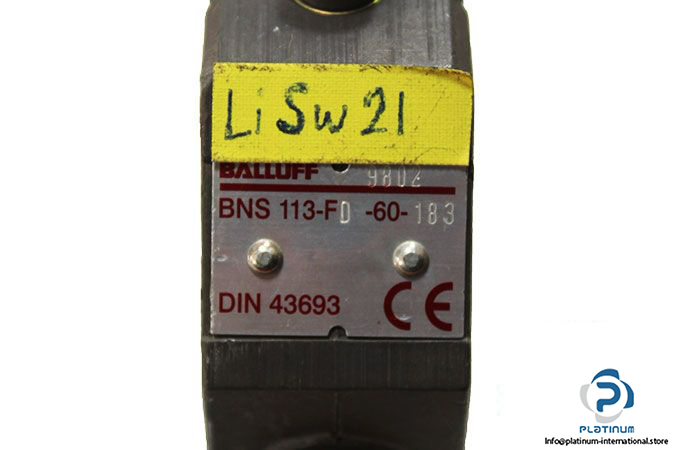 LiSw21
BALLUFF 9802
BNS 113-FD -60-183
DIN 43693 CE
PLATINUM
Info@platinum-international.store